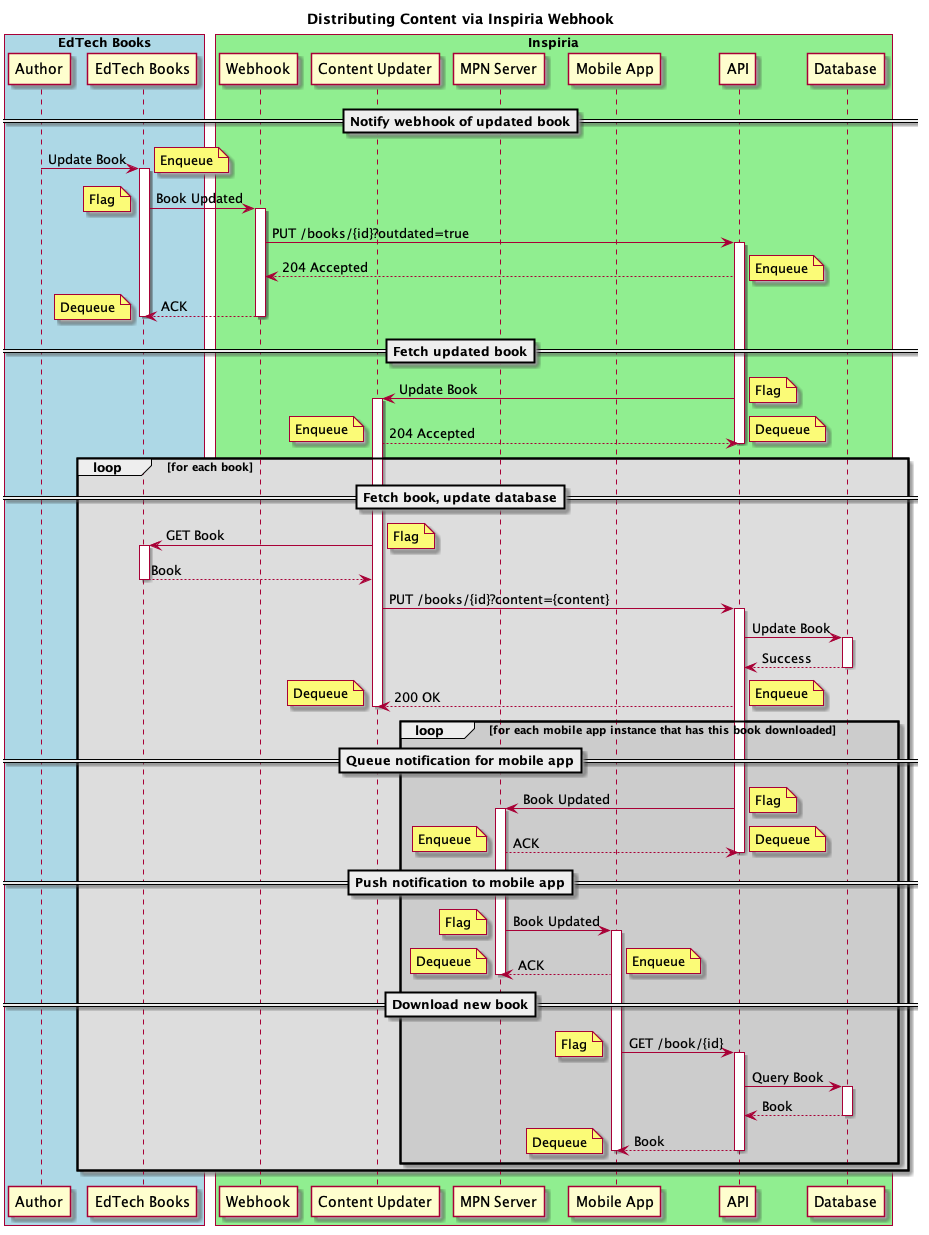 Distributing Content via Inspiria Webhook
EdTech Books
Inspiria
Author
EdTech Books
Webhook
Content Updater
MPN Server
Mobile App
API
Database
Notify webhook of updated book
Update Book
Enqueue
Flag
Book Updated
PUT /books/{id}?outdated=true
204 Accepted
Enqueue
Dequeue
ACK
Fetch updated book
Update Book
Flag
Enqueue
204 Accepted
Dequeue
loop
[for each book]
Fetch book, update database
GET Book
Flag
Book
PUT /books/{id}?content={content}
Update Book
Success
Dequeue
200 OK
Enqueue
loop
[for each mobile app instance that has this book downloaded]
Queue notification for mobile app
Book Updated
Flag
Enqueue
ACK
Dequeue
Push notification to mobile app
Flag
Book Updated
Dequeue
ACK
Enqueue
Download new book
Flag
GET /book/{id}
Query Book
Book
Dequeue
Book
Author
EdTech Books
Webhook
Content Updater
MPN Server
Mobile App
API
Database